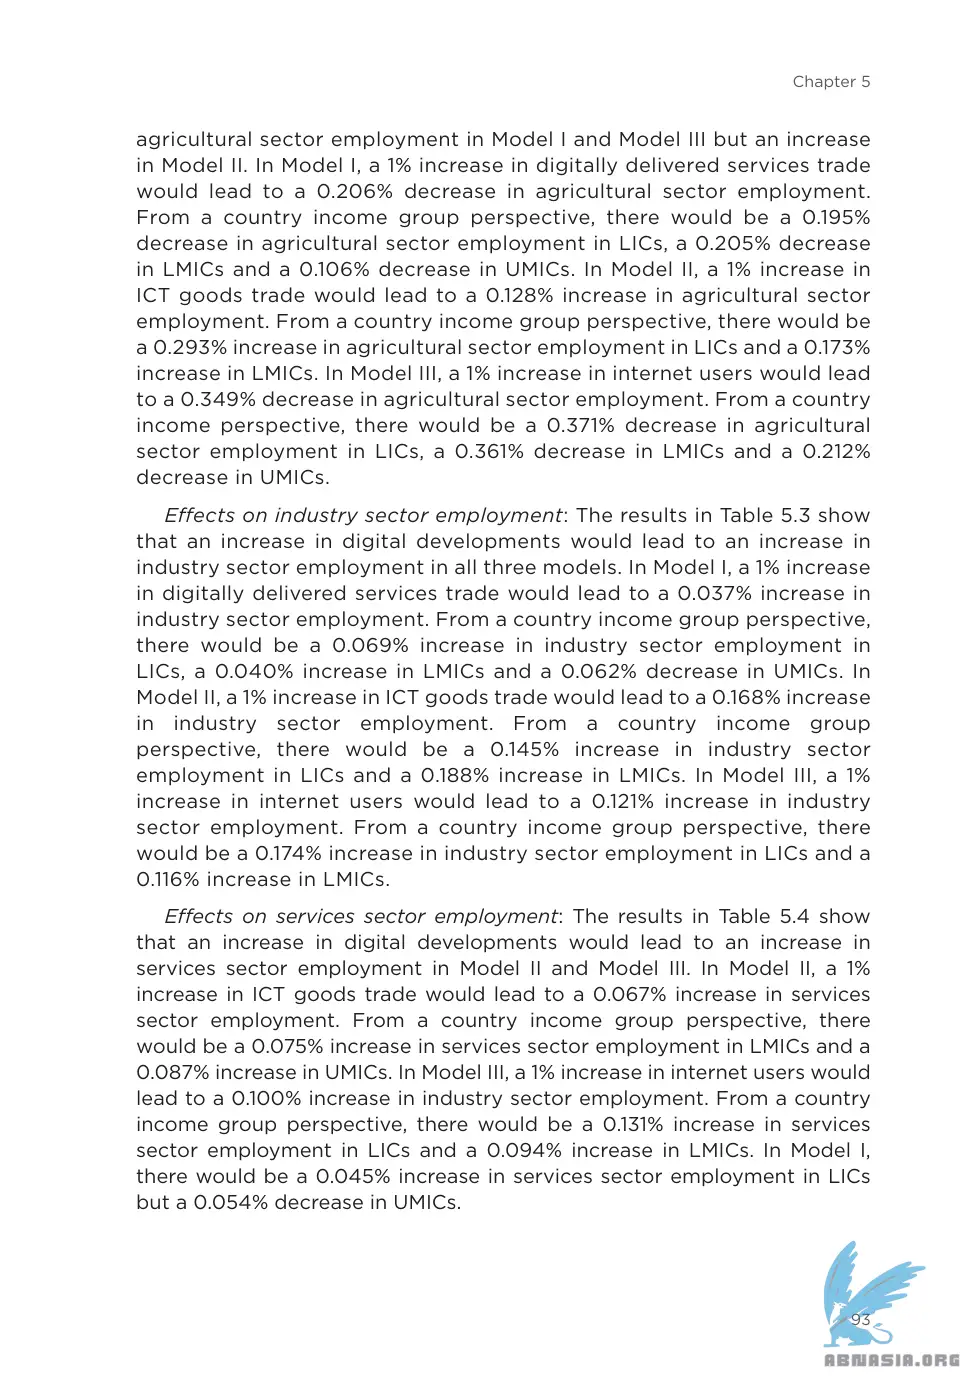 Chapter 5
agricultural sector employment in Model I and Model III but an increase
in Model II. In Model I, a 1% increase in digitally delivered services trade
would lead to a 0.206% decrease in agricultural sector employment.
From a country income group perspective, there would be a 0.195%
decrease in agricultural sector employment in LICs, a 0.205% decrease
in LMICs and a 0.106% decrease in UMICs. In Model II, a 1% increase in
ICT goods trade would lead to a 0.128% increase in agricultural sector
employment. From a country income group perspective, there would be
a 0.293% increase in agricultural sector employment in LICs and a 0.173%
increase in LMICs. In Model III, a 1% increase in internet users would lead
to a 0.349% decrease in agricultural sector employment. From a country
income perspective, there would be a 0.371% decrease in agricultural
sector employment in LICs, a 0.361% decrease in LMICs and a 0.212%
decrease in UMICs.
Effects on industry sector employment: The results in Table 5.3 show
that an increase in digital developments would lead to an increase in
industry sector employment in all three models. In Model I, a 1% increase
in digitally delivered services trade would lead to a 0.037% increase in
industry sector employment. From a country income group perspective,
there would be a 0.069% increase in industry sector employment in
LICs, a 0.040% increase in LMICs and a 0.062% decrease in UMICs. In
Model II, a 1% increase in ICT goods trade would lead to a 0.168% increase
in industry sector employment. From a country income group
perspective, there would be a 0.145% increase in industry sector
employment in LICs and a 0.188% increase in LMICs. In Model III, a 1%
increase in internet users would lead to a 0.121% increase in industry
sector employment. From a country income group perspective, there
would be a 0.174% increase in industry sector employment in LICs and a
0.116% increase in LMICs.
Effects on services sector employment: The results in Table 5.4 show
that an increase in digital developments would lead to an increase in
services sector employment in Model II and Model III. In Model II, a 1%
increase in ICT goods trade would lead to a 0.067% increase in services
sector employment. From a country income group perspective, there
would be a 0.075% increase in services sector employment in LMICs and a
0.087% increase in UMICs. In Model III, a 1% increase in internet users would
lead to a 0.100% increase in industry sector employment. From a country
income group perspective, there would be a 0.131% increase in services
sector employment in LICs and a 0.094% increase in LMICs. In Model I,
there would be a 0.045% increase in services sector employment in LICs
but a 0.054% decrease in UMICs.
93
ABNASIA.ORG